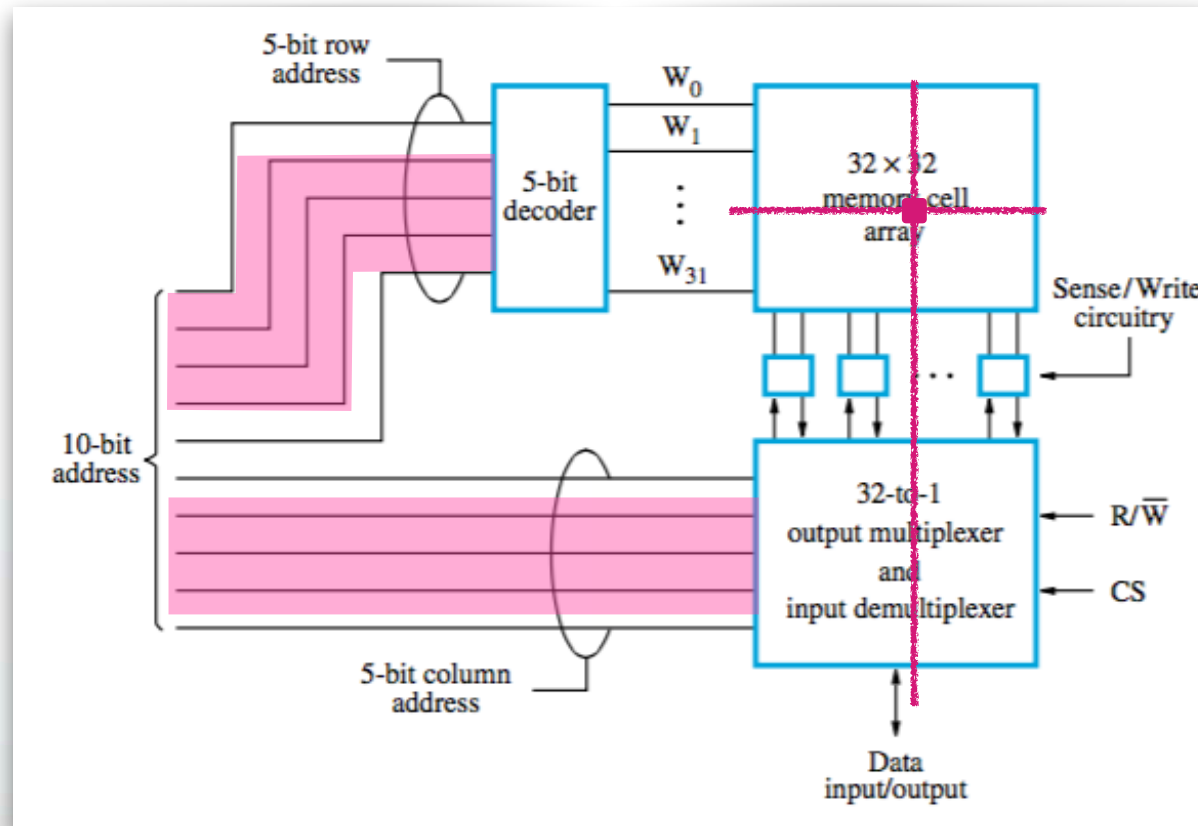 5-bit row
address
W0
W1
W31
5-bit
decoder
32 × 32
memory cell
array
Sense/Write
circuitry
10-bit
address
32-to-1
output multiplexer
and
input demultiplexer
R/W̅
CS
5-bit column
address
Data
input/output